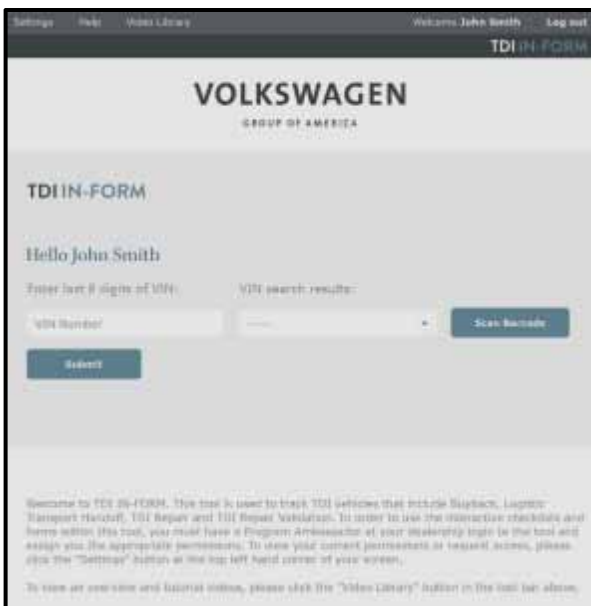 Settings Help Video Library Welcome John Smith Log out
TDI IN-FORM
VOLKSWAGEN
GROUP OF AMERICA
TDI IN-FORM
Hello John Smith
Enter last 8 digits of VIN: VIN search results:
VIN Number ----- Scan Barcode
Submit
Welcome to TDI IN-FORM. This tool is used to track TDI vehicles that include Buyback, Logistic
Transport Handoff, TDI Repair and TDI Repair Validation. In order to use the interactive checklists and
forms within this tool, you must have a Program Ambassador at your dealership login to the tool and
assign you the appropriate permissions. To view your current permissions or request access, please
click the "Settings" button at the top left hand corner of your screen.
To view an overview and tutorial videos, please click the "Video Library" button in the tool bar above.